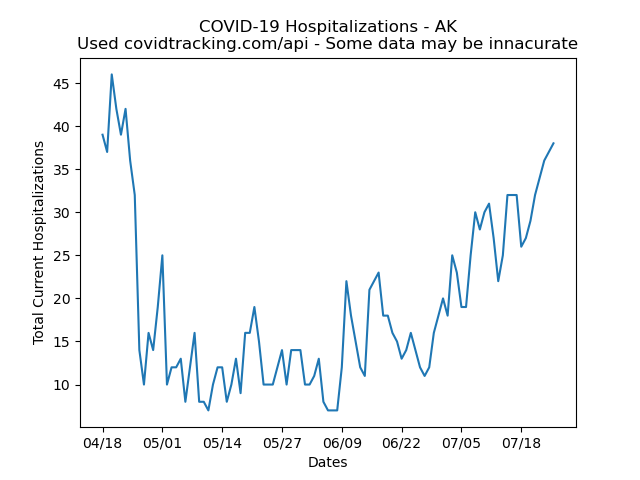 COVID-19 Hospitalizations - AK
Used covidtracking.com/api - Some data may be innacurate
Total Current Hospitalizations
45
40
35
30
25
20
15
10
04/18 05/01 05/14 05/27 06/09 06/22 07/05 07/18
Dates